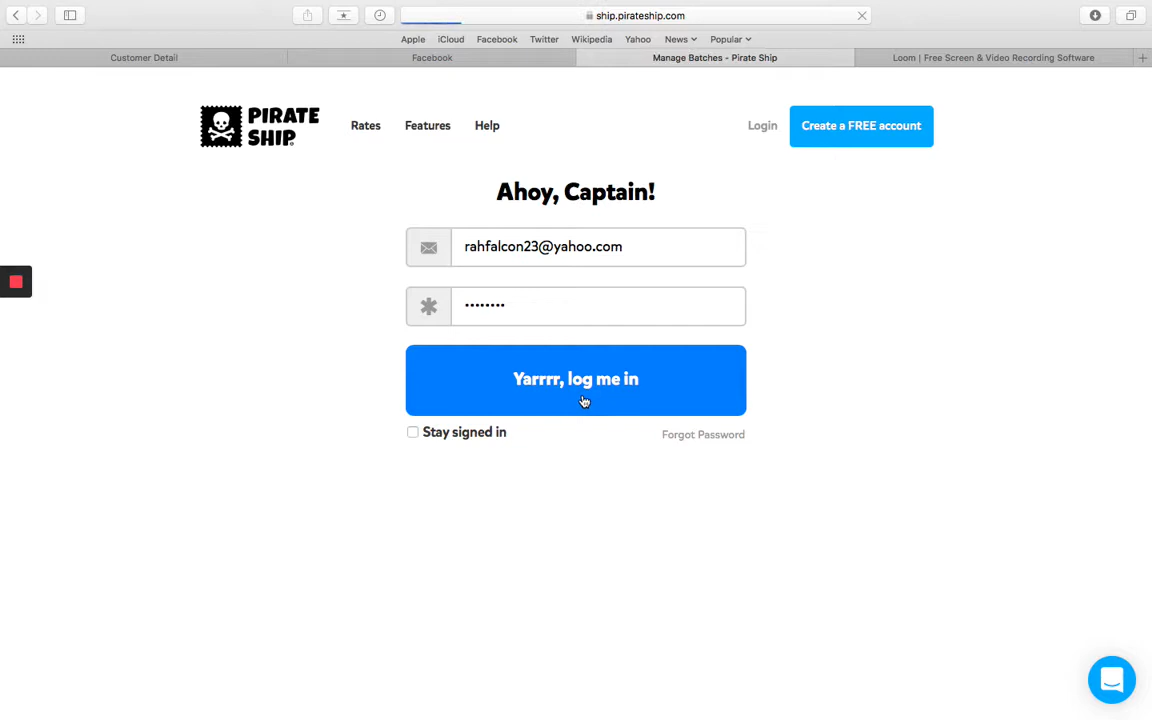 ship.pirateship.com
Apple iCloud Facebook Twitter Wikipedia Yahoo News Popular
Customer Detail Facebook Manage Batches - Pirate Ship Loom | Free Screen & Video Recording Software
PIRATE SHIP
Rates Features Help Login Create a FREE account
Ahoy, Captain!
rahfalcon23@yahoo.com
••••••••
Yarrrr, log me in
Stay signed in Forgot Password